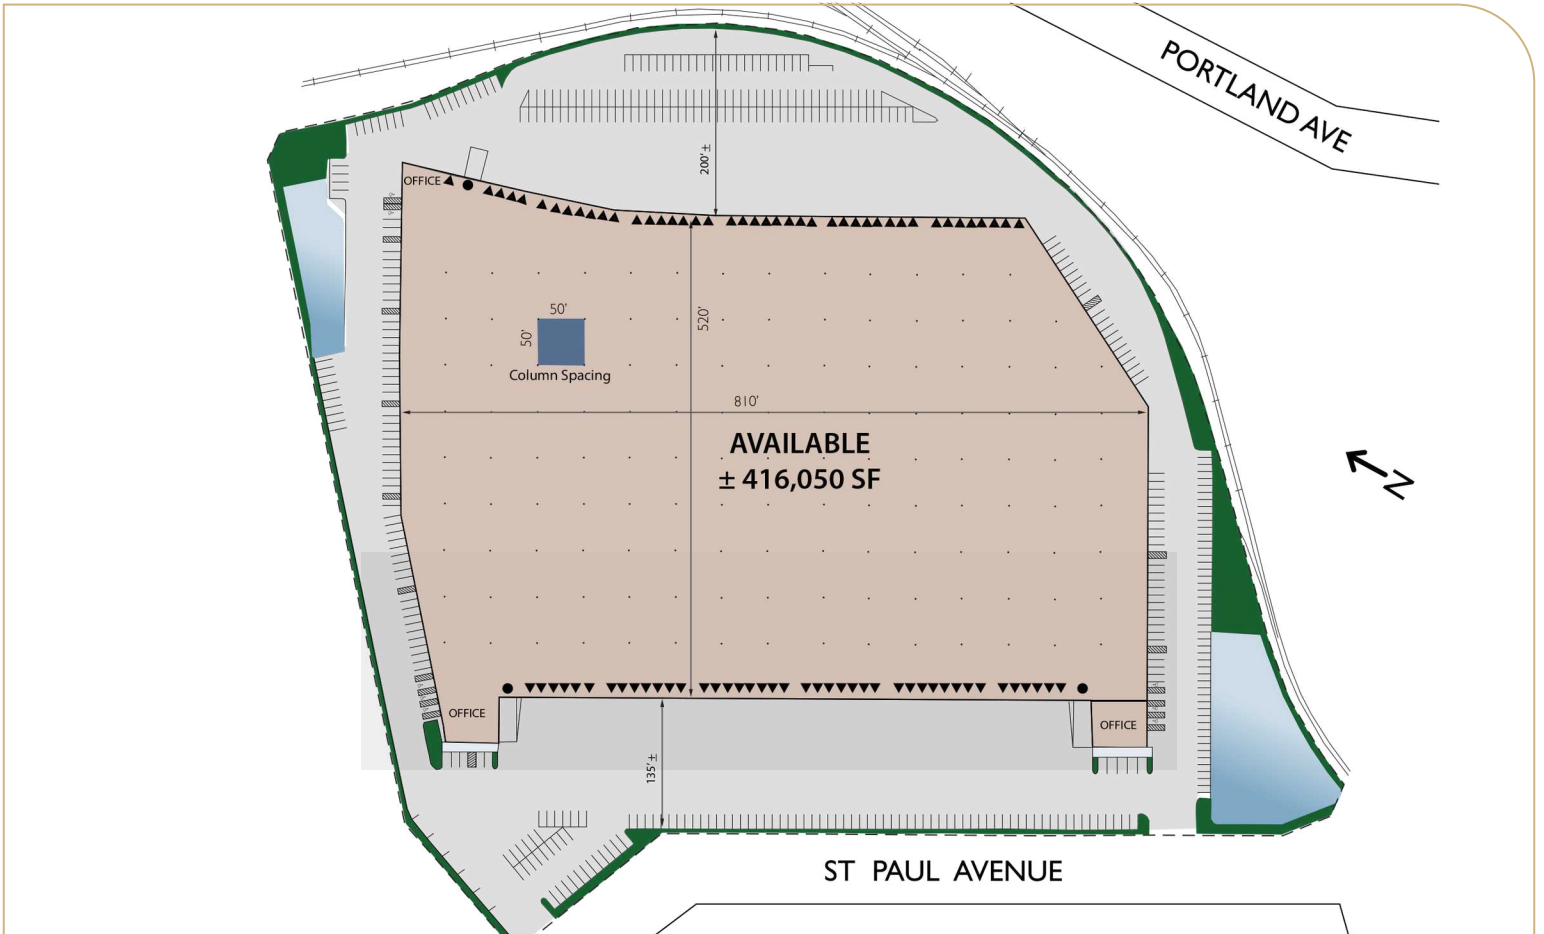 PORTLAND AVE
200'±
OFFICE
50'
50'
Column Spacing
520'
810'
AVAILABLE
± 416,050 SF
N
OFFICE
OFFICE
135'±
ST PAUL AVENUE